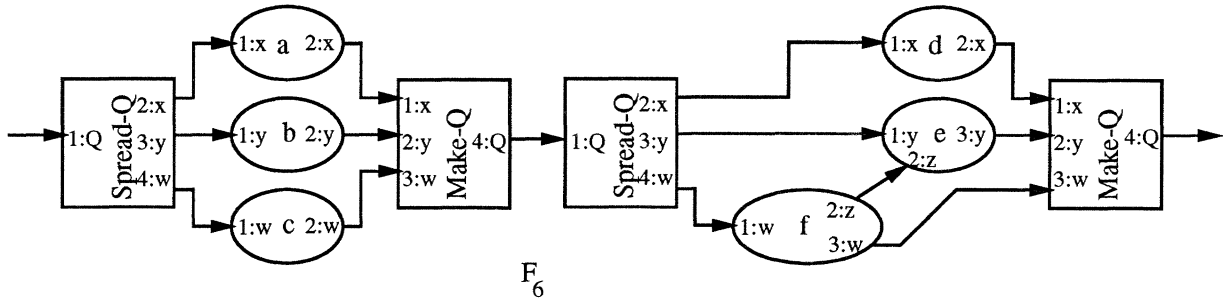 1:x a 2:x
1:Q Spread-Q 2:x 3:y 4:w
1:y b 2:y
1:w c 2:w
1:x 2:y 3:w Make-Q 4:Q
1:Q Spread-Q 2:x 3:y 4:w
1:x d 2:x
1:y e 3:y
2:z
1:w f 2:z
3:w
1:x 2:y 3:w Make-Q 4:Q
F6